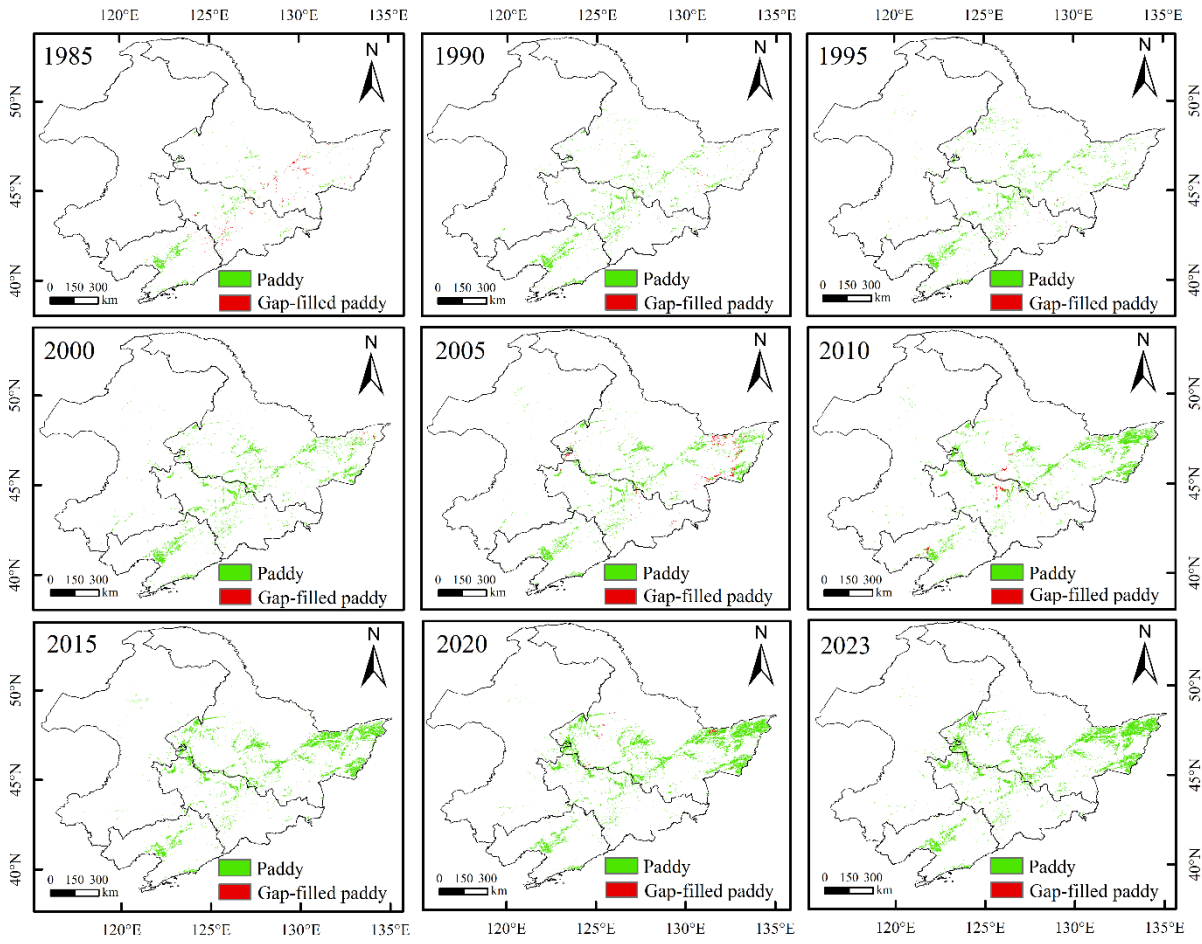 120°E 125°E 130°E 135°E 120°E 125°E 130°E 135°E 120°E 125°E 130°E 135°E
1985 N 1990 N 1995 N
50°N 50°N
45°N 45°N
40°N 40°N
Paddy Paddy Paddy
0 150 300 km Gap-filled paddy 0 150 300 km Gap-filled paddy 0 150 300 km Gap-filled paddy
2000 N 2005 N 2010 N
50°N 50°N
45°N 45°N
40°N 40°N
Paddy Paddy Paddy
0 150 300 km Gap-filled paddy 0 150 300 km Gap-filled paddy 0 150 300 km Gap-filled paddy
2015 N 2020 N 2023 N
50°N 50°N
45°N 45°N
40°N 40°N
Paddy Paddy Paddy
0 150 300 km Gap-filled paddy 0 150 300 km Gap-filled paddy 0 150 300 km Gap-filled paddy
120°E 125°E 130°E 135°E 120°E 125°E 130°E 135°E 120°E 125°E 130°E 135°E